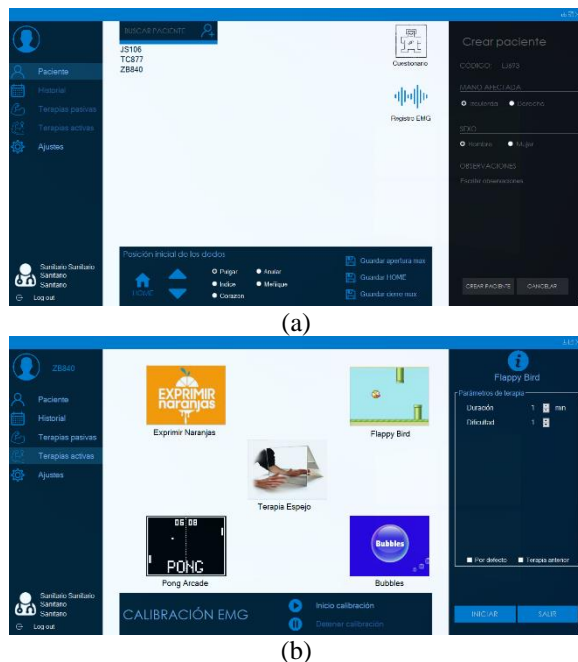 BUSCAR PACIENTE
JS106
TC877
ZB840
Paciente
Historial
Terapias pasivas
Terapias activas
Ajustes
Sanitario Sanitario
Sanitario
Sanitario
Log out
Cuestionario
Registro EMG
Posición inicial de los dedos
HOME
Pulgar
Anular
Indice
Meñique
Corazon
Guardar apertura max
Guardar HOME
Guardar cierre max
Crear paciente
CÓDICO:
MANO AFECTADA
Izquierda
Derecha
SEXO
Hombre
Mujer
OBSERVACIONES
Escribir observaciones
CREAR PACIENTE
CANCELAR
(a)
ZB840
Paciente
Historial
Terapias pasivas
Terapias activas
Ajustes
Sanitario Sanitario
Sanitario
Sanitario
Log out
EXPRIMIR
naranjas
Exprimir Naranjas
Flappy Bird
Terapia Espejo
05 09
PONG
Pong Arcade
Bubbles
Bubbles
CALIBRACIÓN EMG
Inicio calibración
Detener calibración
Flappy Bird
Parámetros de terapia
Duración 1 min
Dificultad 1
Por defecto
Terapia anterior
INICIAR
SALIR
(b)